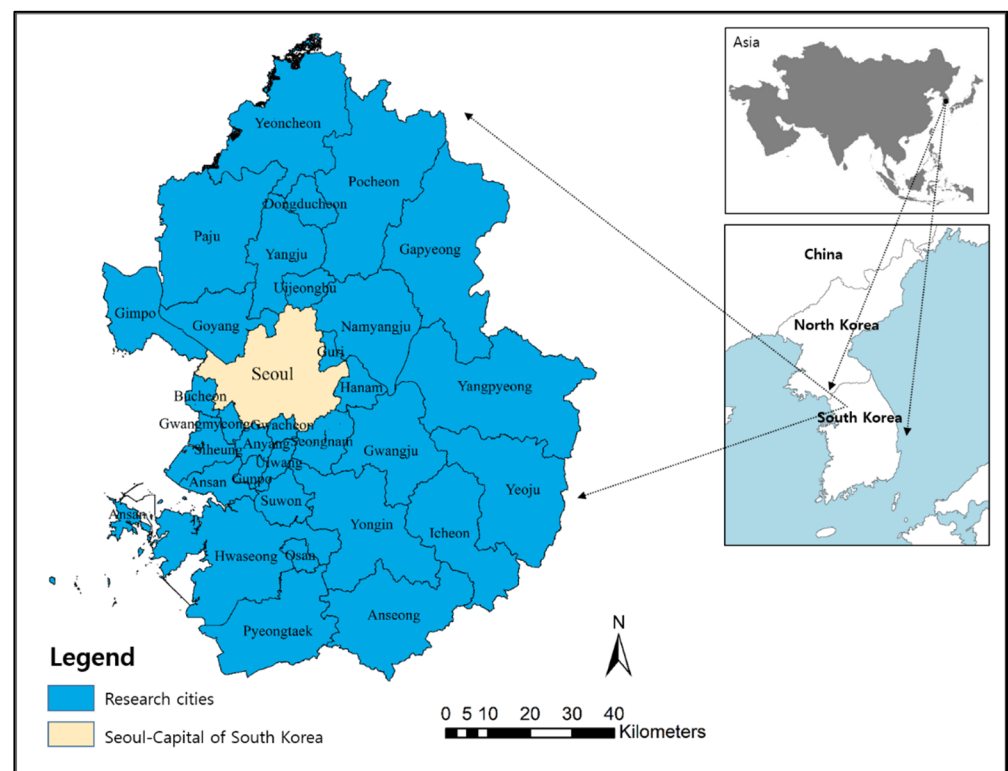 Asia
Yeoncheon
Pocheon
Dongducheon
Paju
Yangju
Gapyeong
China
Uijeongbu
Gimpo
Goyang
Namyangju
North Korea
Guri
Seoul
Hanam
Yangpyeong
Bucheon
South Korea
Gwangmyeong
Gwacheon
Siheung
Anyang
Seongnam
Gwangju
Uiwang
Ansan
Gunpo
Yeoju
Suwon
Ansan
Yongin
Icheon
Hwaseong
Osan
Anseong
Pyeongtaek
N
Legend
Research cities
Seoul-Capital of South Korea
0 5 10 20 30 40
Kilometers